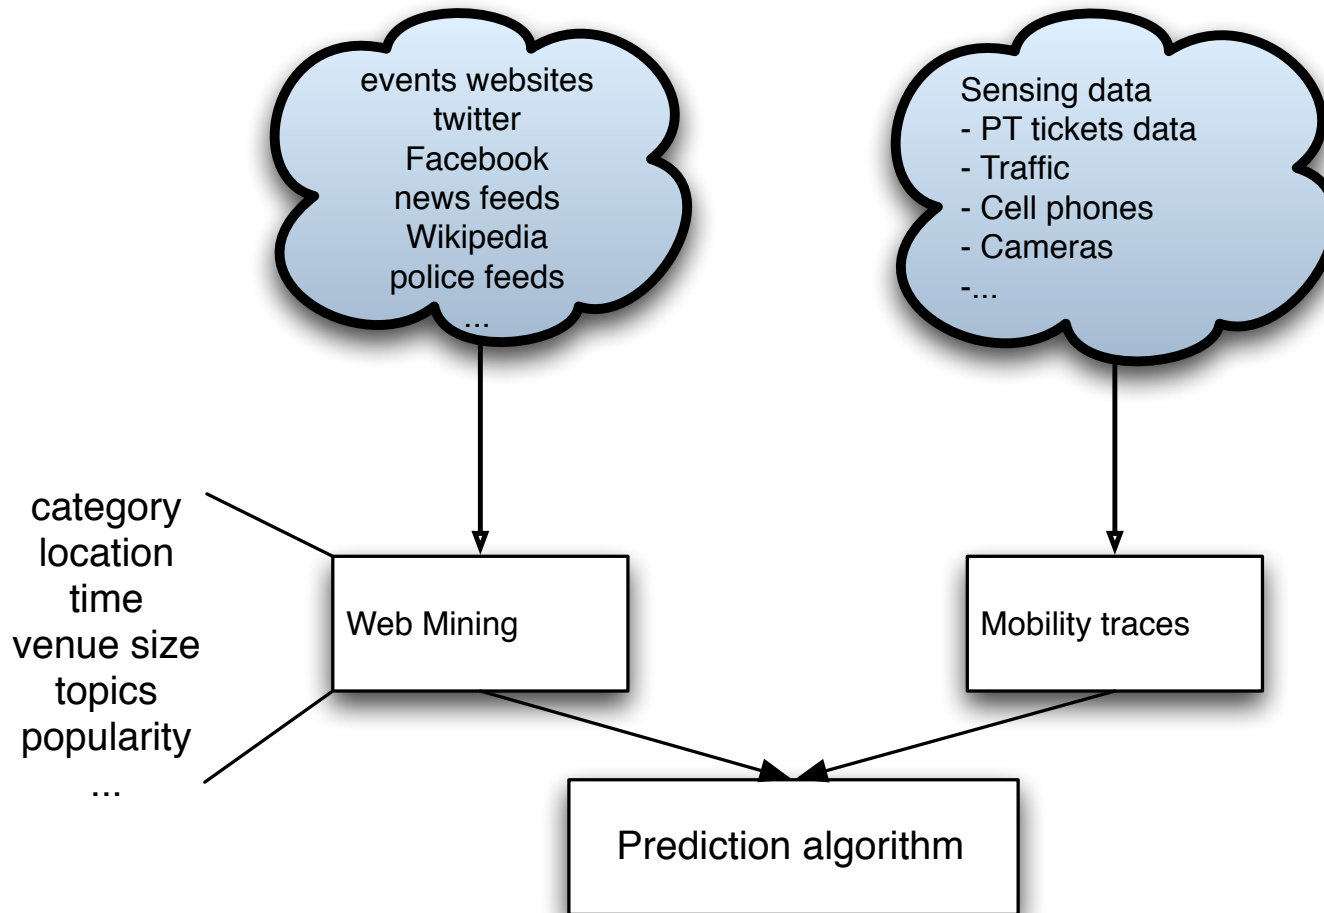 events websites
twitter
Facebook
news feeds
Wikipedia
police feeds
...
Sensing data
- PT tickets data
- Traffic
- Cell phones
- Cameras
-...
category
location
time
venue size
topics
popularity
...
Web Mining
Mobility traces
Prediction algorithm